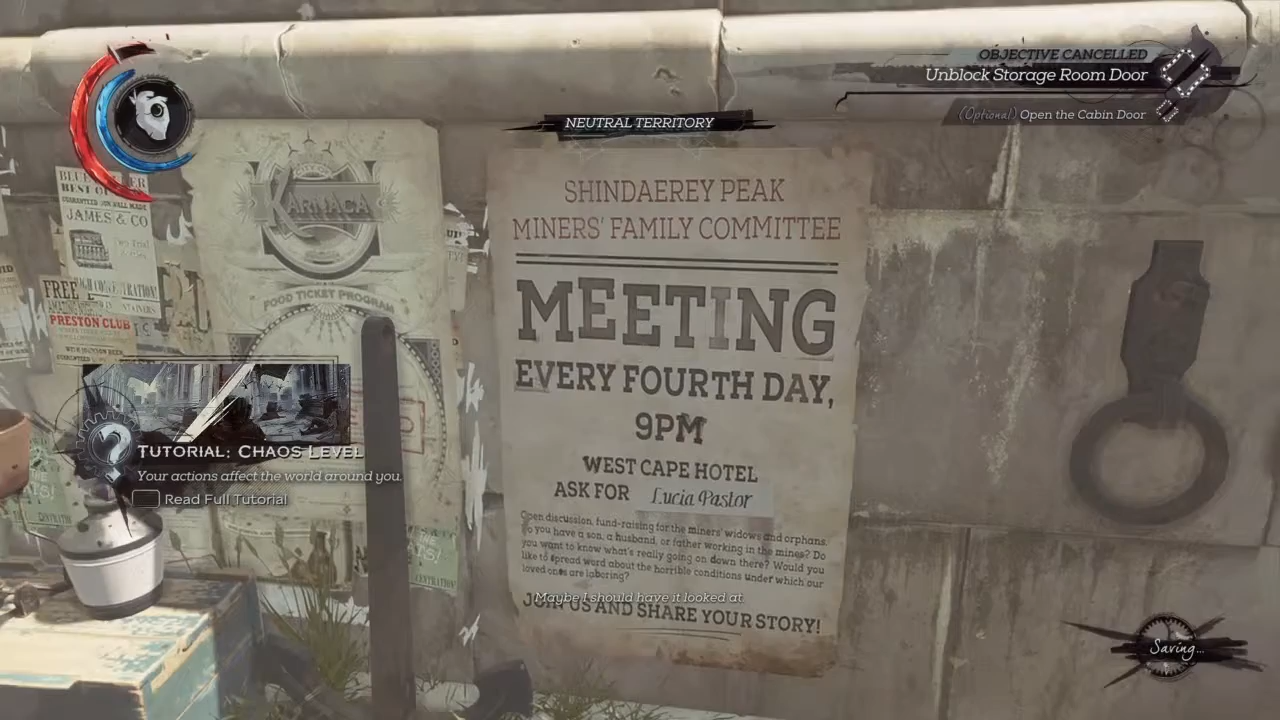 OBJECTIVE CANCELLED
Unblock Storage Room Door
(Optional) Open the Cabin Door
NEUTRAL TERRITORY
SHINDAEREY PEAK
MINERS' FAMILY COMMITTEE
MEETING
EVERY FOURTH DAY,
9PM
WEST CAPE HOTEL
ASK FOR Lucia Pastor
Open discussion, fund-raising for the miners' widows and orphans.
Do you have a son, a husband, or father working in the mines? Do
you want to know what's really going on down there? Would you
like to spread word about the horrible conditions under which our
loved ones are laboring?
Maybe I should have it looked at
JOIN US AND SHARE YOUR STORY!
KARNACA
FOOD TICKET PROGRAM
BEST
JAMES & CO
FREE
PRESTON CLUB
TUTORIAL: CHAOS LEVEL
Your actions affect the world around you.
Read Full Tutorial
Saving...